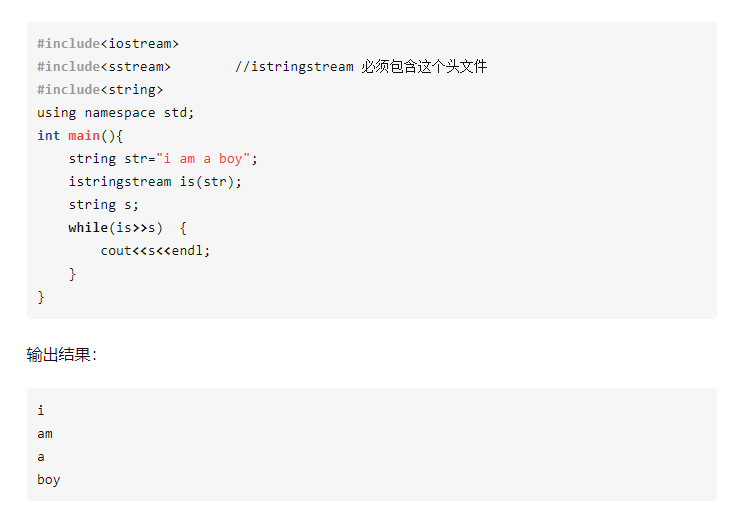 #include<iostream>
#include<sstream>        //istringstream 必须包含这个头文件
#include<string>
using namespace std;
int main(){
    string str="i am a boy";
    istringstream is(str);
    string s;
    while(is>>s)  {
        cout<<s<<endl;
    }
}
输出结果：
i
am
a
boy